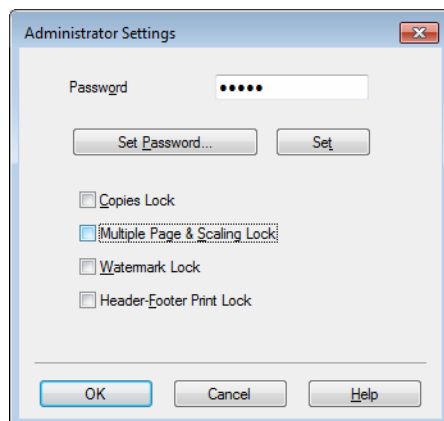 Administrator Settings
Password •••••
Set Password... Set
Copies Lock
Multiple Page & Scaling Lock
Watermark Lock
Header-Footer Print Lock
OK Cancel Help